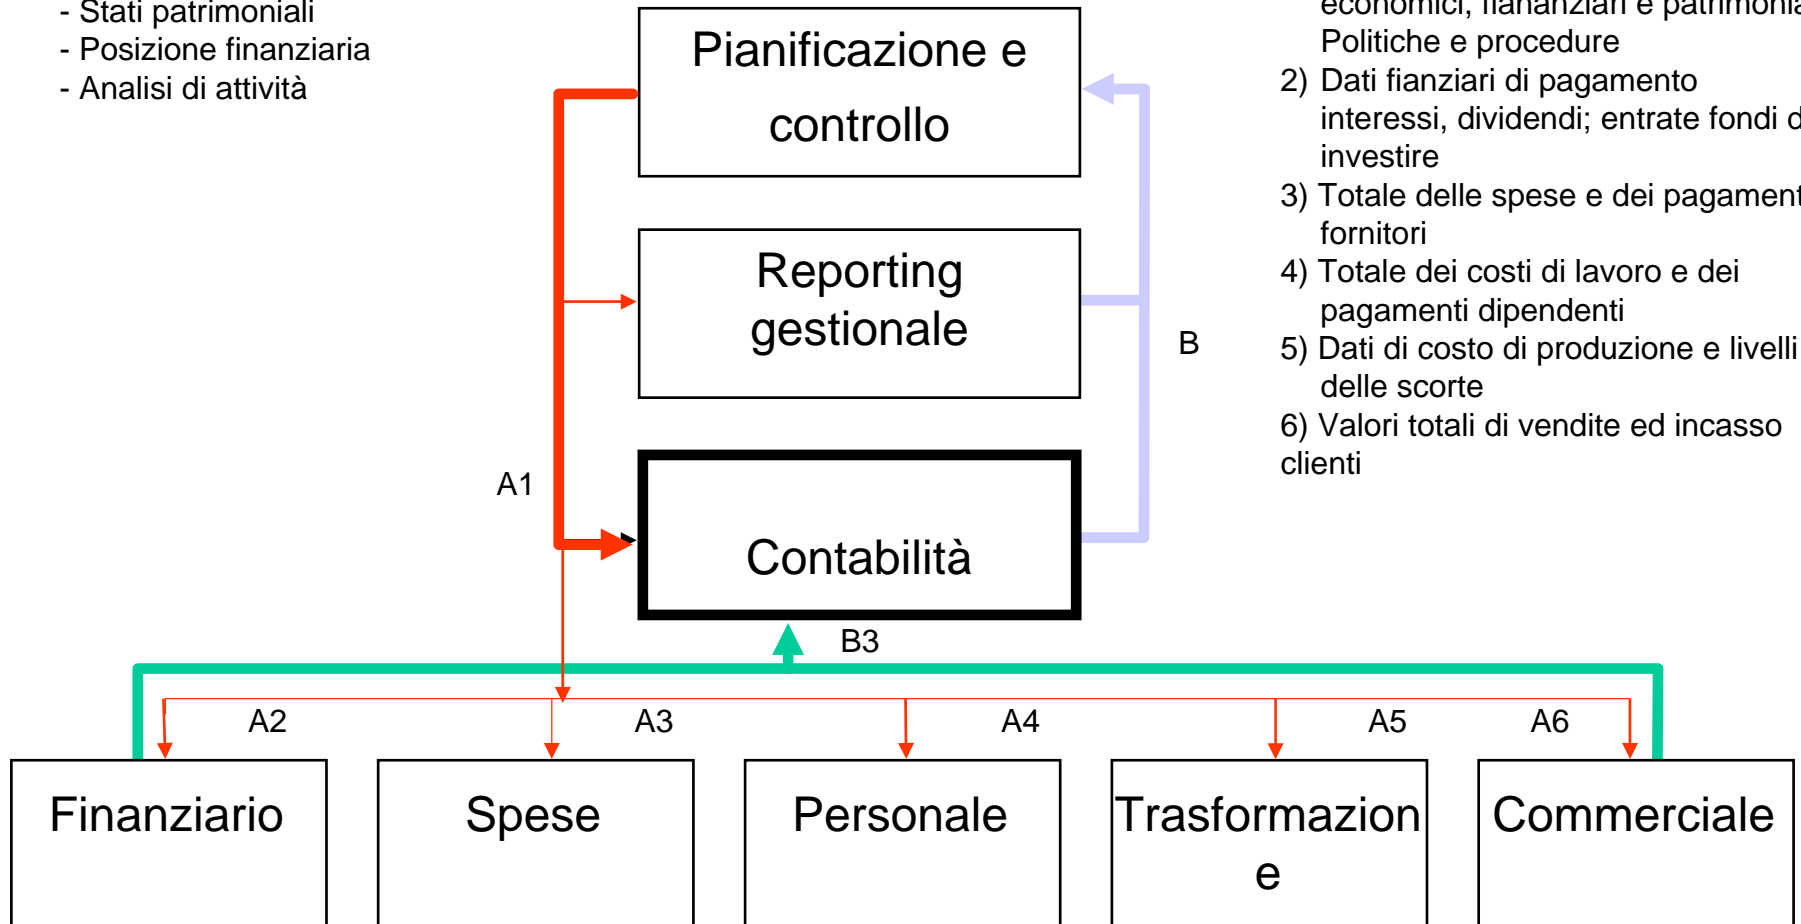 - Stati patrimoniali
- Posizione finanziaria
- Analisi di attività
Pianificazione e
controllo
Reporting
gestionale
Contabilità
A1
B
B3
economici, fiananziari e patrimonia
Politiche e procedure
2) Dati fianziari di pagamento
interessi, dividendi; entrate fondi d
investire
3) Totale delle spese e dei pagament
fornitori
4) Totale dei costi di lavoro e dei
pagamenti dipendenti
5) Dati di costo di produzione e livelli
delle scorte
6) Valori totali di vendite ed incasso
clienti
A2
A3
A4
A5
A6
Finanziario
Spese
Personale
Trasformazion
e
Commerciale